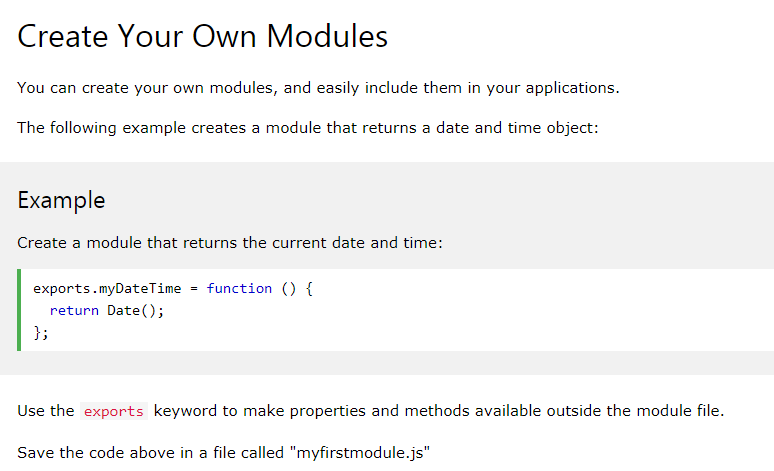 Create Your Own Modules
You can create your own modules, and easily include them in your applications.
The following example creates a module that returns a date and time object:
Example
Create a module that returns the current date and time:
exports.myDateTime = function () {
  return Date();
};
Use the exports keyword to make properties and methods available outside the module file.
Save the code above in a file called "myfirstmodule.js"